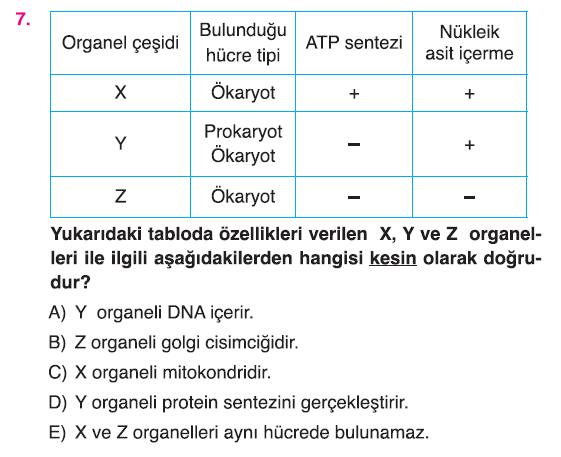 7.
Organel çeşidi Bulunduğu hücre tipi ATP sentezi Nükleik asit içerme
X Ökaryot + +
Y Prokaryot Ökaryot – +
Z Ökaryot – –
Yukarıdaki tabloda özellikleri verilen X, Y ve Z organel-
leri ile ilgili aşağıdakilerden hangisi kesin olarak doğru-
dur?
A) Y organeli DNA içerir.
B) Z organeli golgi cisimciğidir.
C) X organeli mitokondridir.
D) Y organeli protein sentezini gerçekleştirir.
E) X ve Z organelleri aynı hücrede bulunamaz.